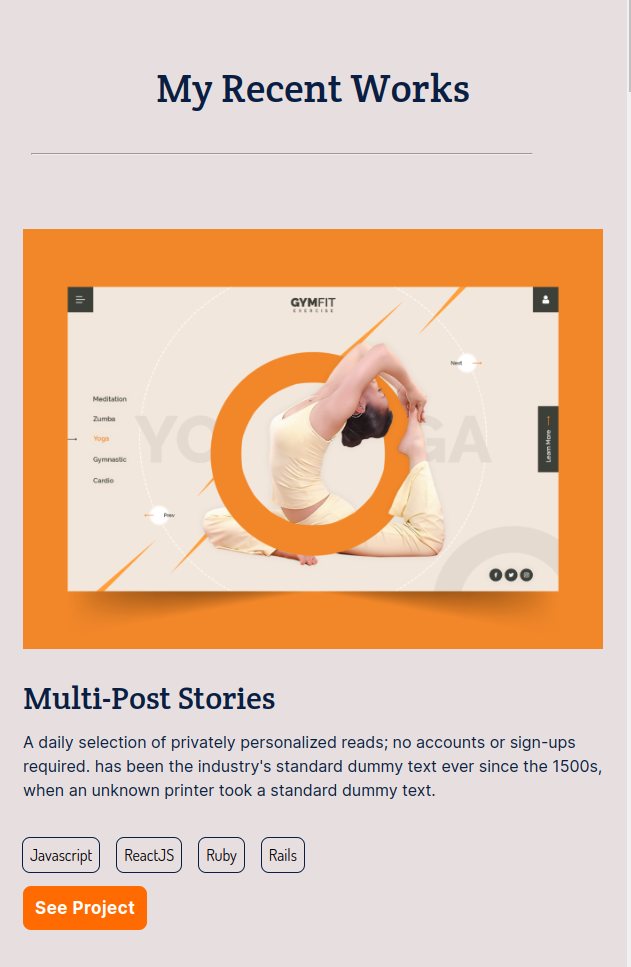 My Recent Works
GYMFIT
EXERCISE
Next
Meditation
Zumba
Yoga
Gymnastic
Cardio
YO GA
Learn More
Prev
Multi-Post Stories
A daily selection of privately personalized reads; no accounts or sign-ups
required. has been the industry's standard dummy text ever since the 1500s,
when an unknown printer took a standard dummy text.
Javascript ReactJS Ruby Rails
See Project